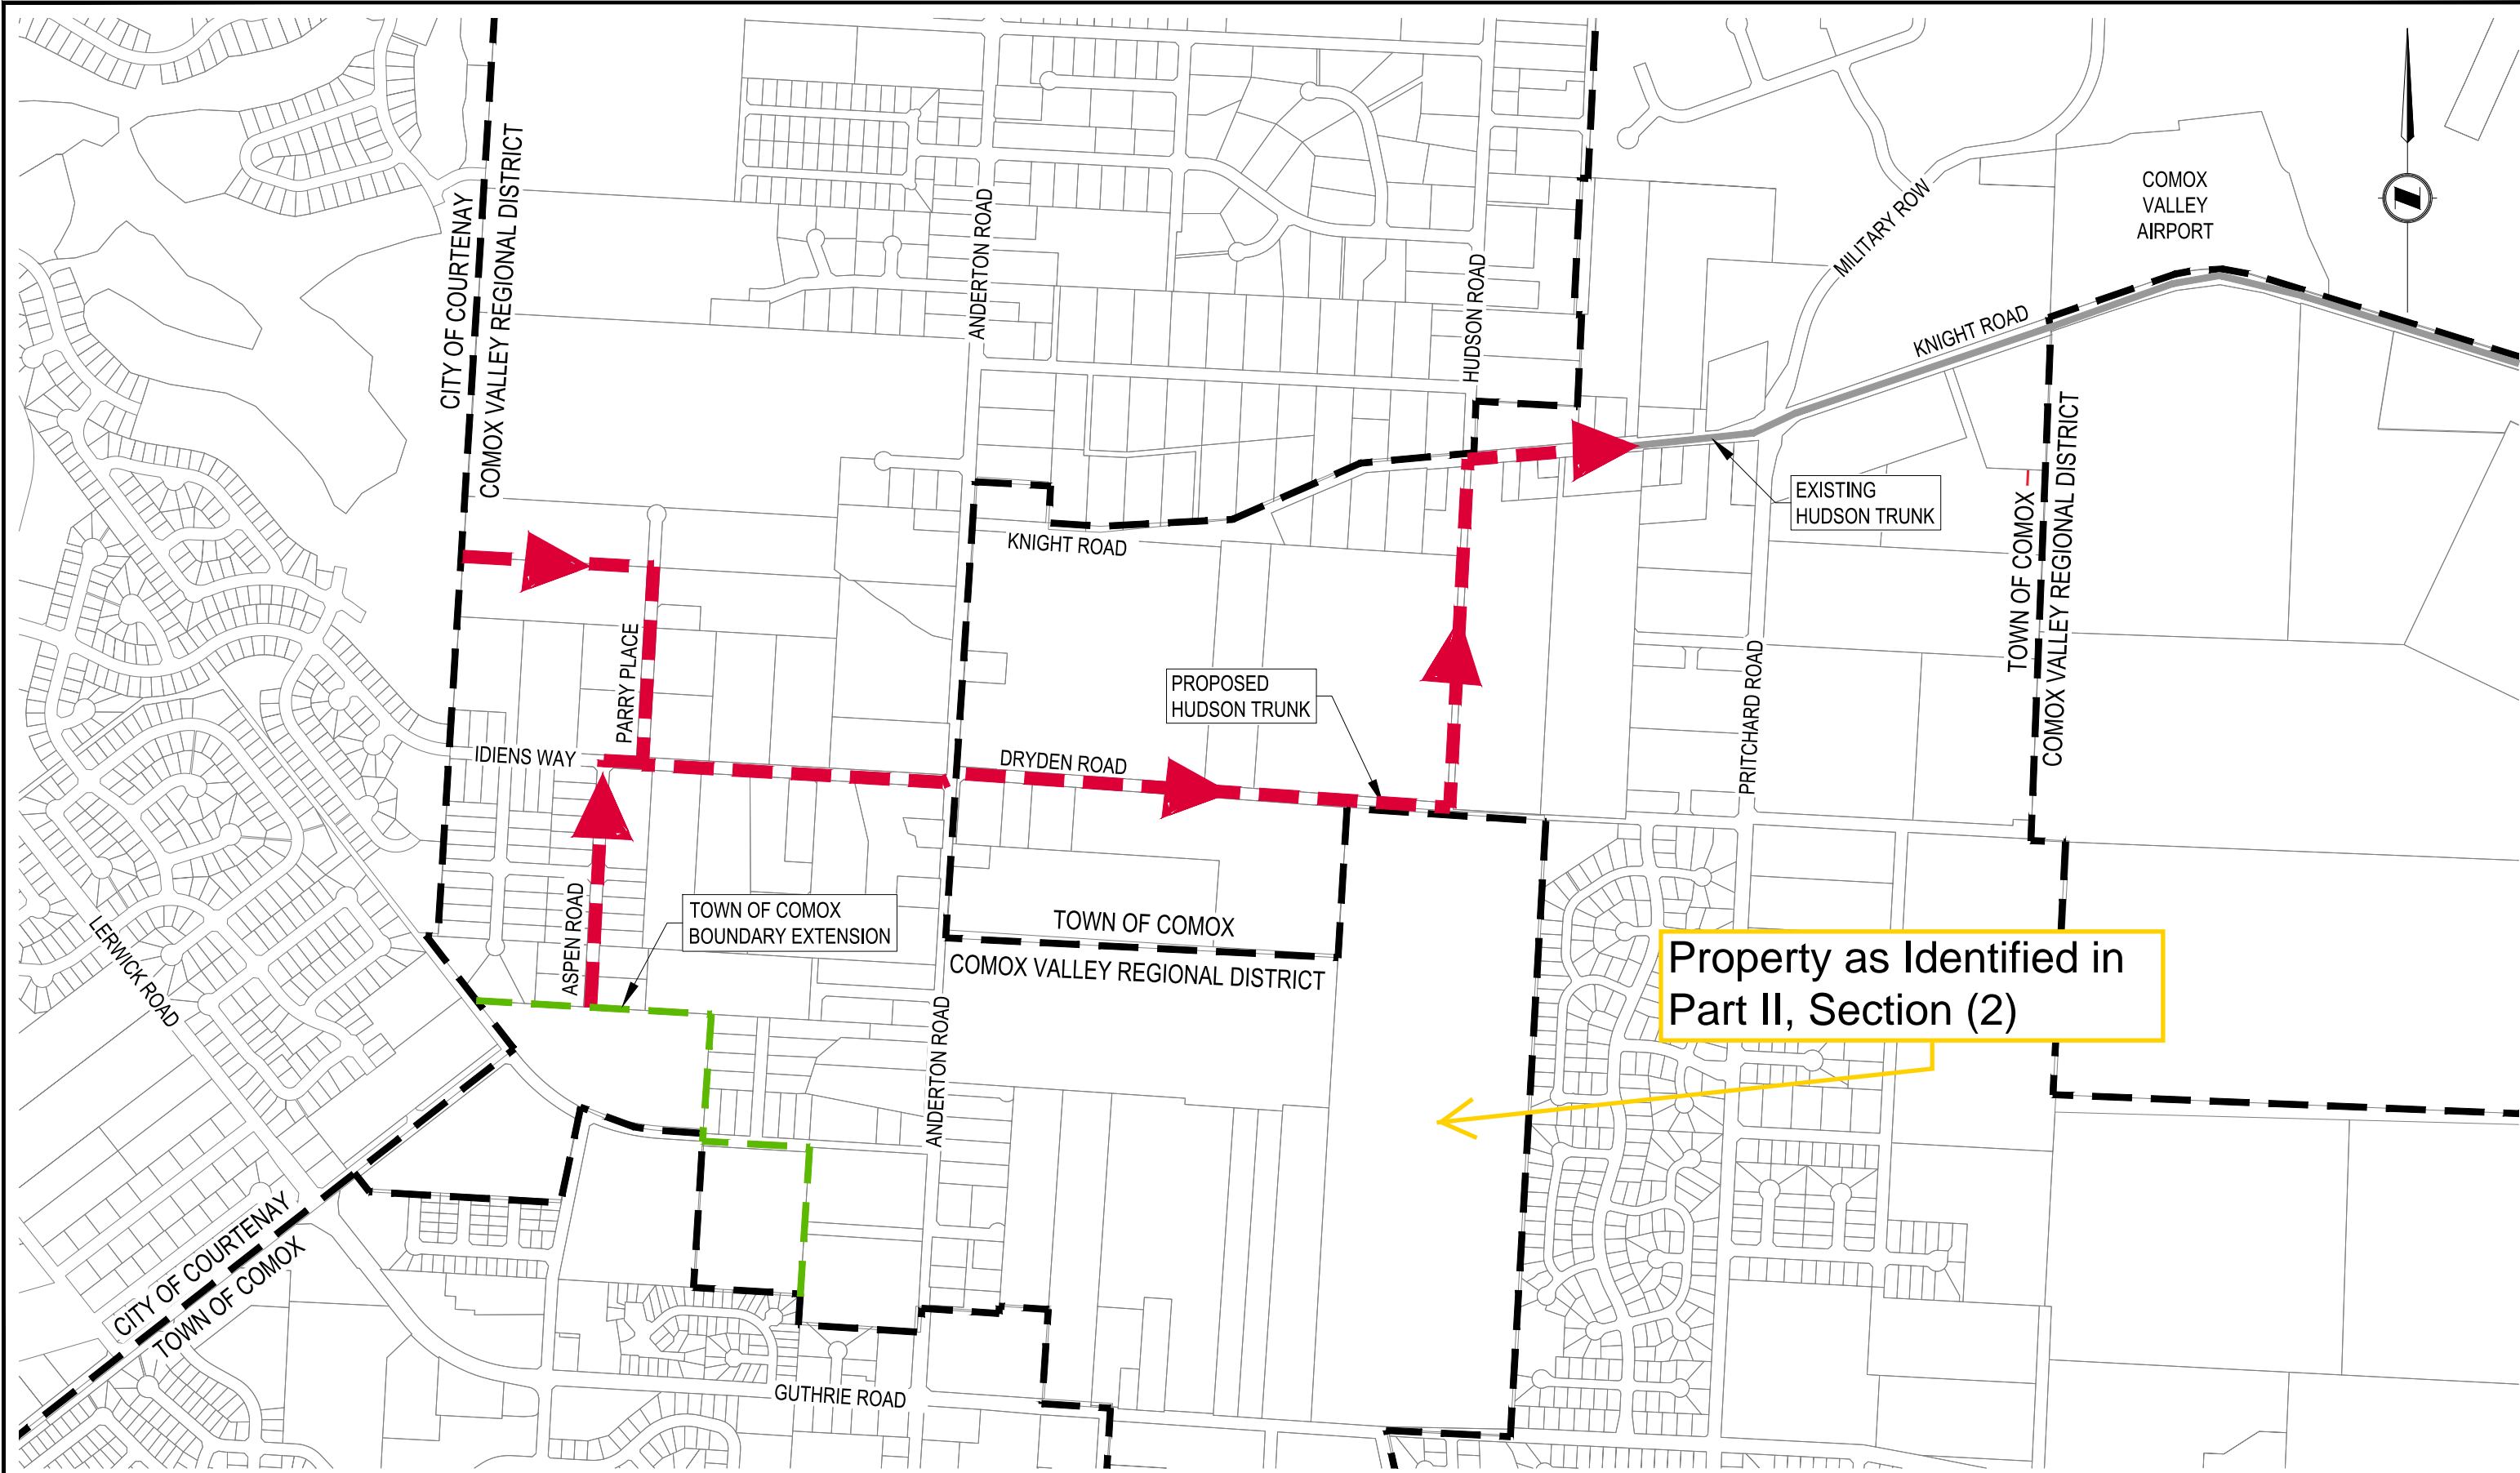 CITY OF COURTENAY
COMOX VALLEY REGIONAL DISTRICT
ANDERTON ROAD
HUDSON ROAD
MILITARY ROW
COMOX
VALLEY
AIRPORT
KNIGHT ROAD
EXISTING
HUDSON TRUNK
TOWN OF COMOX
COMOX VALLEY REGIONAL DISTRICT
KNIGHT ROAD
PARRY PLACE
PROPOSED
HUDSON TRUNK
PRITCHARD ROAD
IDIENS WAY
DRYDEN ROAD
ASPEN ROAD
TOWN OF COMOX
BOUNDARY EXTENSION
TOWN OF COMOX
COMOX VALLEY REGIONAL DISTRICT
Property as Identified in
Part II, Section (2)
LERWICK ROAD
ANDERTON ROAD
CITY OF COURTENAY
TOWN OF COMOX
GUTHRIE ROAD